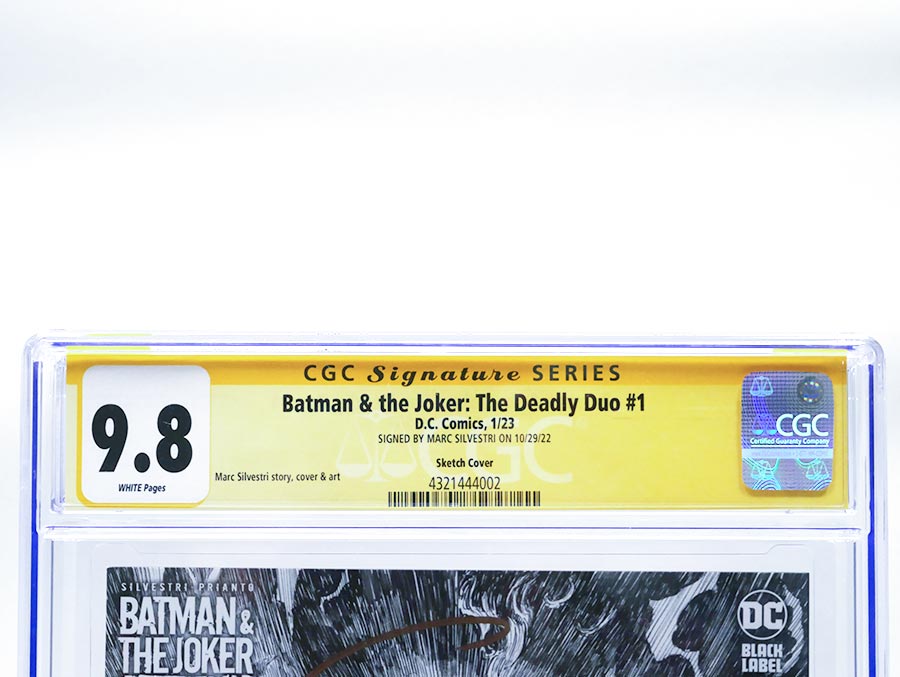 CGC Signature SERIES
Batman & the Joker: The Deadly Duo #1
D.C. Comics, 1/23
SIGNED BY MARC SILVESTRI ON 10/29/22
Sketch Cover
Marc Silvestri story, cover & art
4321444002
9.8
WHITE Pages
CGC
CGC
Certified Guaranty Company
SILVESTRI PRIANTO
BATMAN &
THE JOKER
DC
BLACK
LABEL